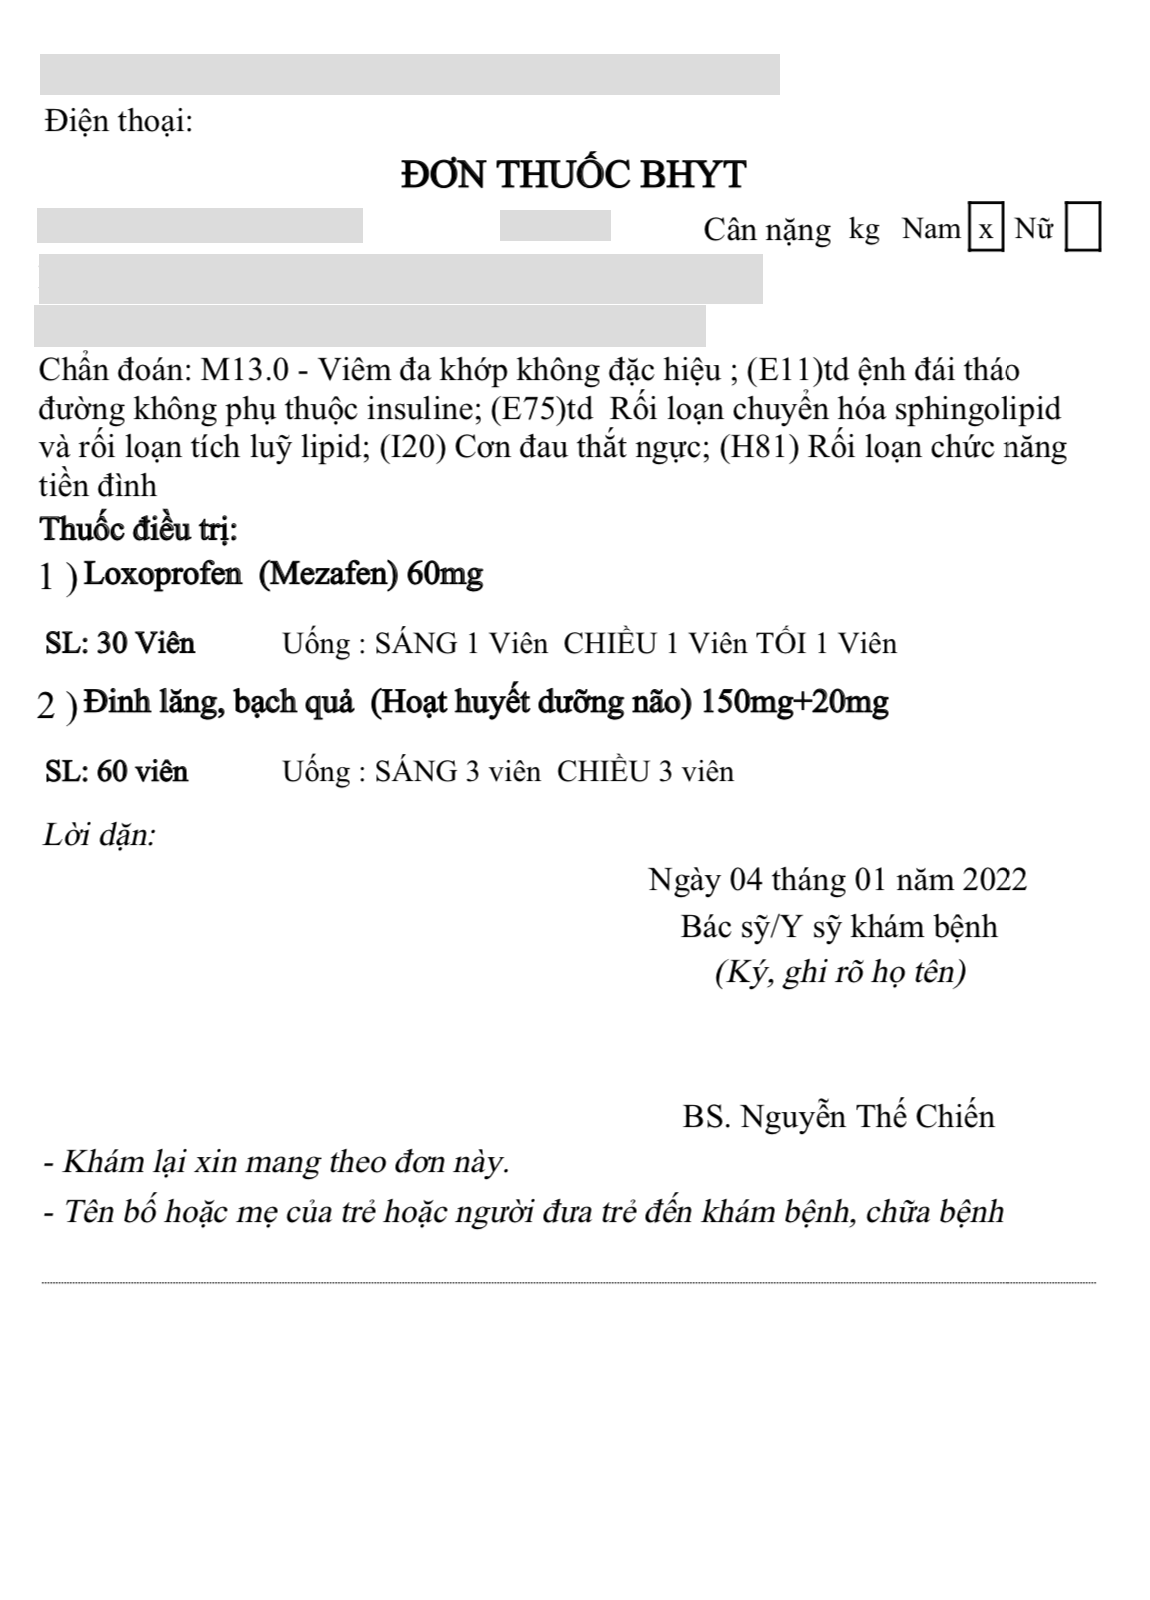 Điện thoại:
ĐƠN THUỐC BHYT
Cân nặng kg Nam x Nữ
Chẩn đoán: M13.0 - Viêm đa khớp không đặc hiệu ; (E11)td ệnh đái tháo
đường không phụ thuộc insuline; (E75)td Rối loạn chuyển hóa sphingolipid
và rối loạn tích luỹ lipid; (I20) Cơn đau thắt ngực; (H81) Rối loạn chức năng
tiền đình
Thuốc điều trị:
1 ) Loxoprofen (Mezafen) 60mg
SL: 30 Viên Uống : SÁNG 1 Viên CHIỀU 1 Viên TỐI 1 Viên
2 ) Đinh lăng, bạch quả (Hoạt huyết dưỡng não) 150mg+20mg
SL: 60 viên Uống : SÁNG 3 viên CHIỀU 3 viên
Lời dặn:
Ngày 04 tháng 01 năm 2022
Bác sỹ/Y sỹ khám bệnh
(Ký, ghi rõ họ tên)
BS. Nguyễn Thế Chiến
- Khám lại xin mang theo đơn này.
- Tên bố hoặc mẹ của trẻ hoặc người đưa trẻ đến khám bệnh, chữa bệnh